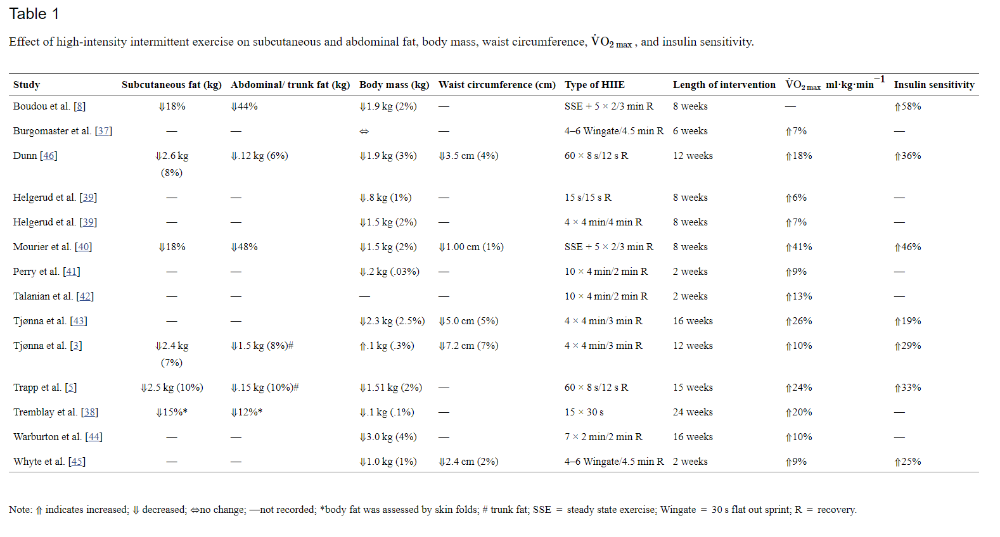 Table 1
Effect of high-intensity intermittent exercise on subcutaneous and abdominal fat, body mass, waist circumference, V̇O2 max , and insulin sensitivity.
Study Subcutaneous fat (kg) Abdominal/ trunk fat (kg) Body mass (kg) Waist circumference (cm) Type of HIIE Length of intervention V̇O2 max ml·kg·min−1 Insulin sensitivity
Boudou et al. [8] ⇓18% ⇓44% ⇓1.9 kg (2%) — SSE + 5 × 2/3 min R 8 weeks — ⇑58%
Burgomaster et al. [37] — — ⇔ — 4–6 Wingate/4.5 min R 6 weeks ⇑7% —
Dunn [46] ⇓2.6 kg (8%) ⇓.12 kg (6%) ⇓1.9 kg (3%) ⇓3.5 cm (4%) 60 × 8 s/12 s R 12 weeks ⇑18% ⇑36%
Helgerud et al. [39] — — ⇓.8 kg (1%) — 15 s/15 s R 8 weeks ⇑6% —
Helgerud et al. [39] — — ⇓1.5 kg (2%) — 4 × 4 min/4 min R 8 weeks ⇑7% —
Mourier et al. [40] ⇓18% ⇓48% ⇓1.5 kg (2%) ⇓1.00 cm (1%) SSE + 5 × 2/3 min R 8 weeks ⇑41% ⇑46%
Perry et al. [41] — — ⇓.2 kg (.03%) — 10 × 4 min/2 min R 2 weeks ⇑9% —
Talanian et al. [42] — — — — 10 × 4 min/2 min R 2 weeks ⇑13% —
Tjønna et al. [43] — — ⇓2.3 kg (2.5%) ⇓5.0 cm (5%) 4 × 4 min/3 min R 16 weeks ⇑26% ⇑19%
Tjønna et al. [3] ⇓2.4 kg (7%) ⇓1.5 kg (8%)# ⇑.1 kg (.3%) ⇓7.2 cm (7%) 4 × 4 min/3 min R 12 weeks ⇑10% ⇑29%
Trapp et al. [5] ⇓2.5 kg (10%) ⇓.15 kg (10%)# ⇓1.51 kg (2%) — 60 × 8 s/12 s R 15 weeks ⇑24% ⇑33%
Tremblay et al. [38] ⇓15%* ⇓12%* ⇓.1 kg (.1%) — 15 × 30 s 24 weeks ⇑20% —
Warburton et al. [44] — — ⇓3.0 kg (4%) — 7 × 2 min/2 min R 16 weeks ⇑10% —
Whyte et al. [45] — — ⇓1.0 kg (1%) ⇓2.4 cm (2%) 4–6 Wingate/4.5 min R 2 weeks ⇑9% ⇑25%
Note: ⇑ indicates increased; ⇓ decreased; ⇔no change; —not recorded; *body fat was assessed by skin folds; # trunk fat; SSE = steady state exercise; Wingate = 30 s flat out sprint; R = recovery.